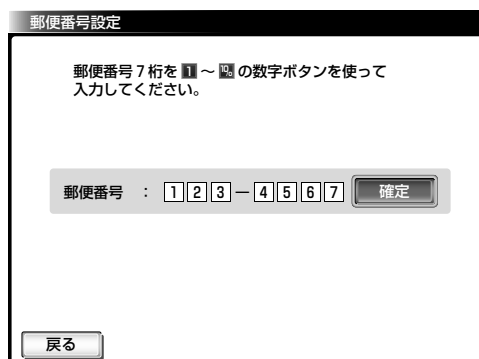 郵便番号設定
郵便番号7桁を 1 ～ 10 の数字ボタンを使って
入力してください。
郵便番号 : 1 2 3 ー 4 5 6 7 確定
戻る